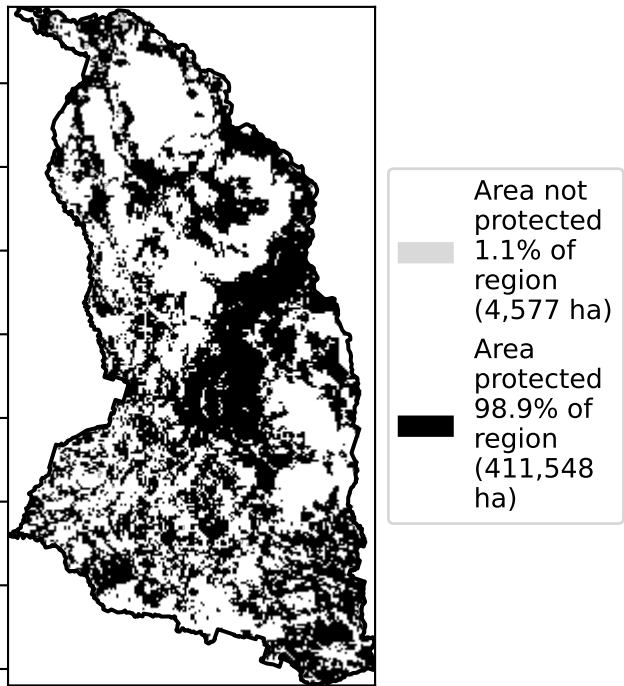 Area not
protected
1.1% of
region
(4,577 ha)
Area
protected
98.9% of
region
(411,548
ha)